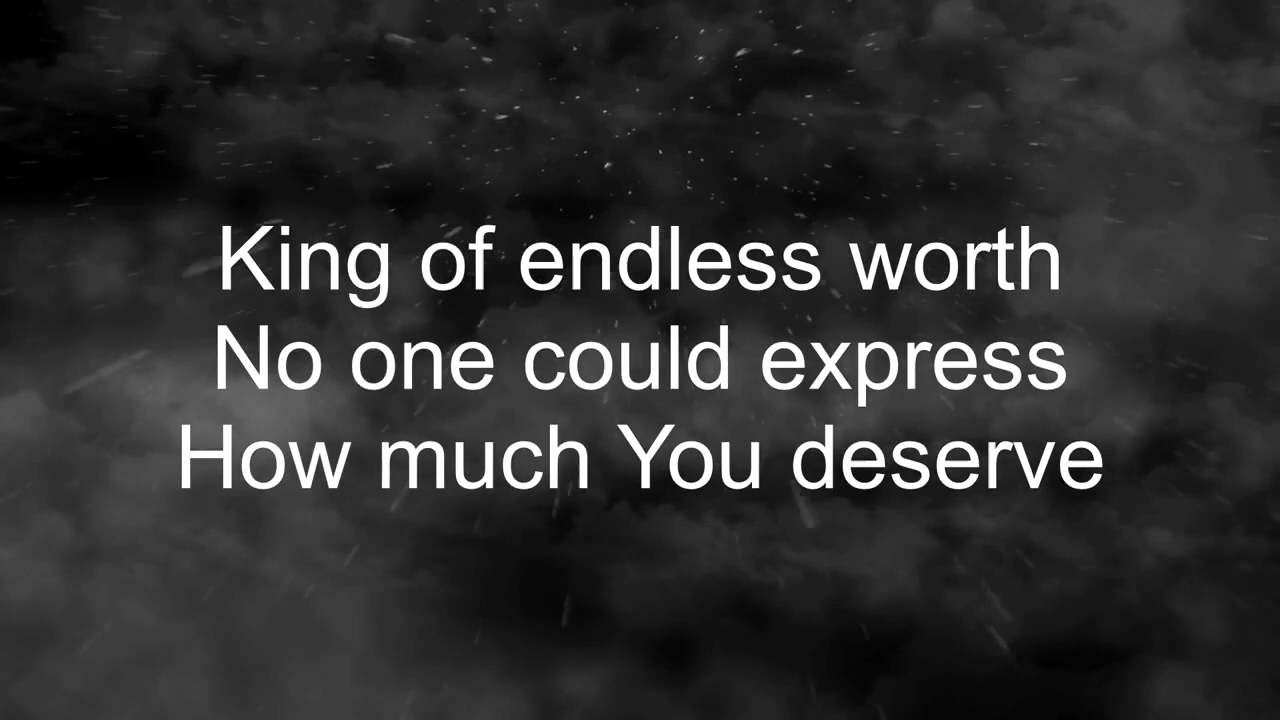 King of endless worth
No one could express
How much You deserve